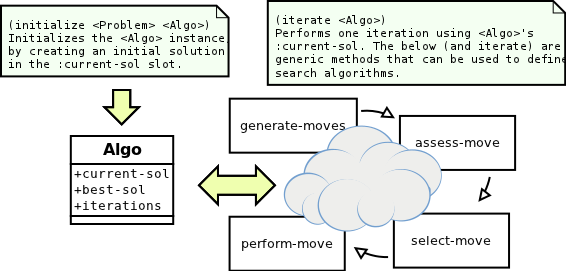 (initialize <Problem> <Algo>)
Initializes the <Algo> instance,
by creating an initial solution
in the :current-sol slot.
(iterate <Algo>)
Performs one iteration using <Algo>'s
:current-sol. The below (and iterate) are
generic methods that can be used to define
search algorithms.
generate-moves
assess-move
Algo
+current-sol
+best-sol
+iterations
perform-move
select-move